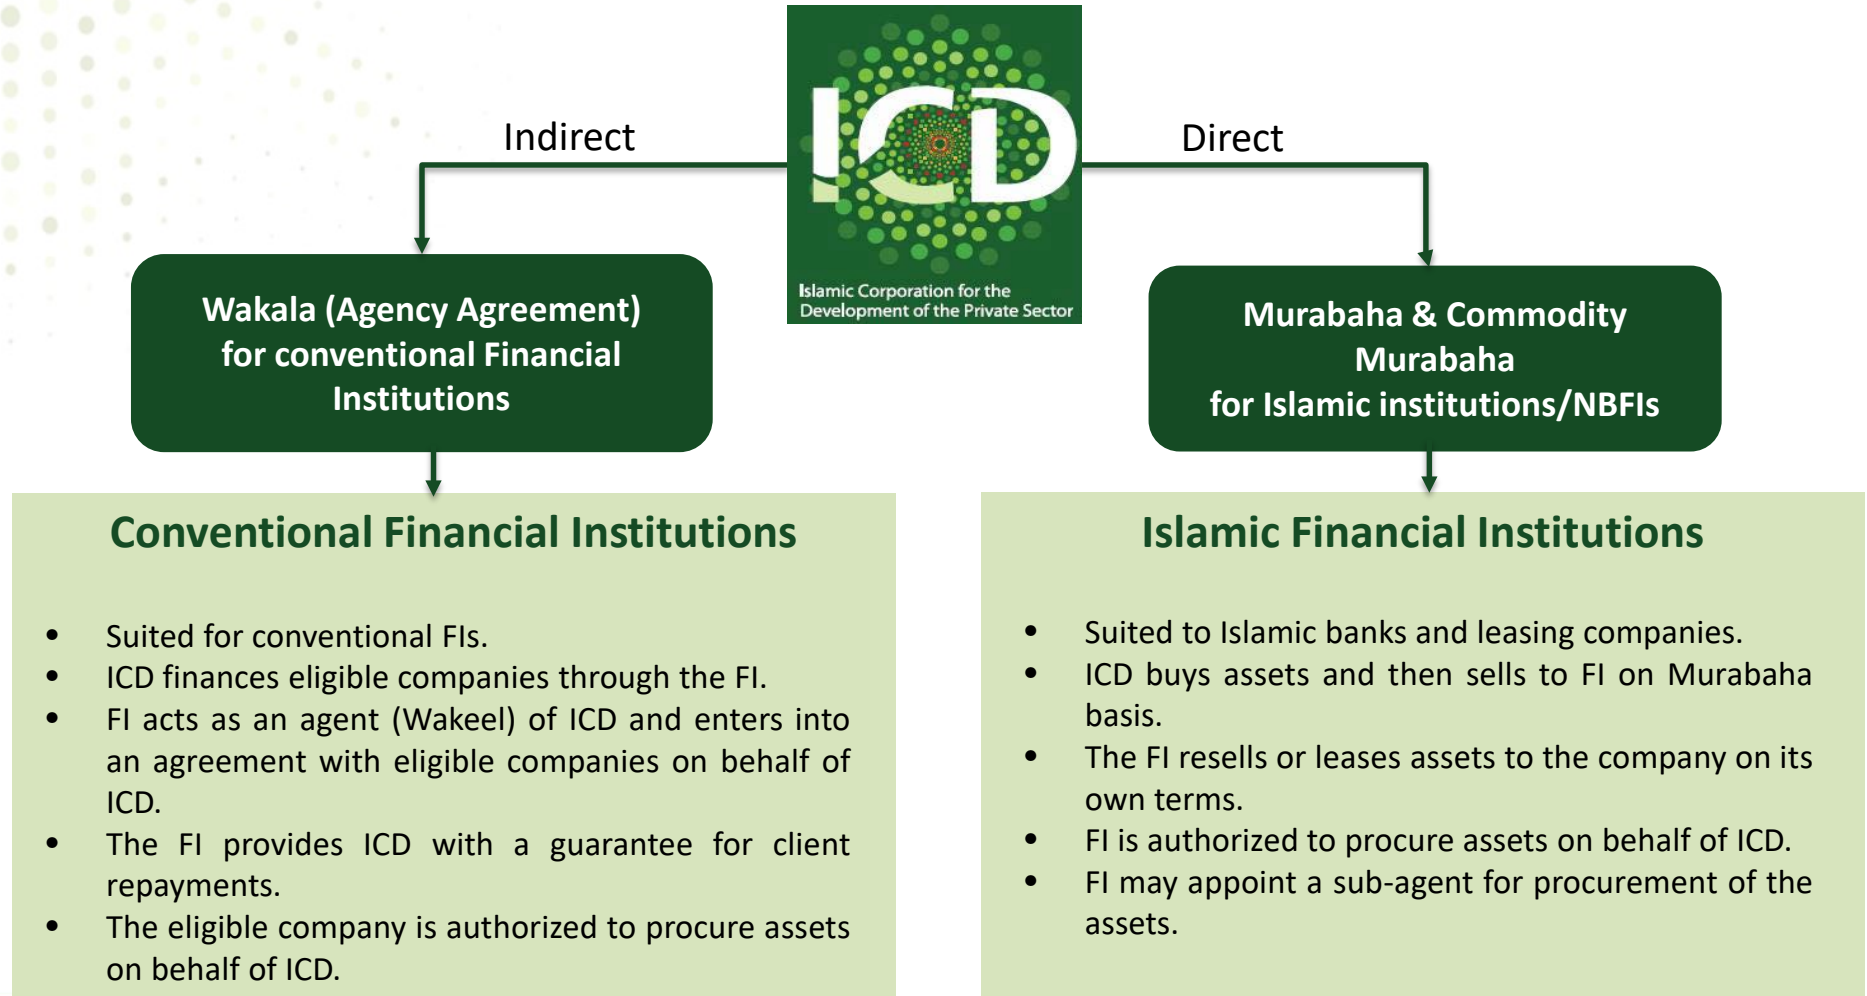 Indirect
ICD
Direct
Islamic Corporation for the
Development of the Private Sector
Wakala (Agency Agreement)
for conventional Financial
Institutions
Murabaha & Commodity
Murabaha
for Islamic institutions/NBFIs
Conventional Financial Institutions
• Suited for conventional FIs.
• ICD finances eligible companies through the FI.
• FI acts as an agent (Wakeel) of ICD and enters into
an agreement with eligible companies on behalf of
ICD.
• The FI provides ICD with a guarantee for client
repayments.
• The eligible company is authorized to procure assets
on behalf of ICD.
Islamic Financial Institutions
• Suited to Islamic banks and leasing companies.
• ICD buys assets and then sells to FI on Murabaha
basis.
• The FI resells or leases assets to the company on its
own terms.
• FI is authorized to procure assets on behalf of ICD.
• FI may appoint a sub-agent for procurement of the
assets.